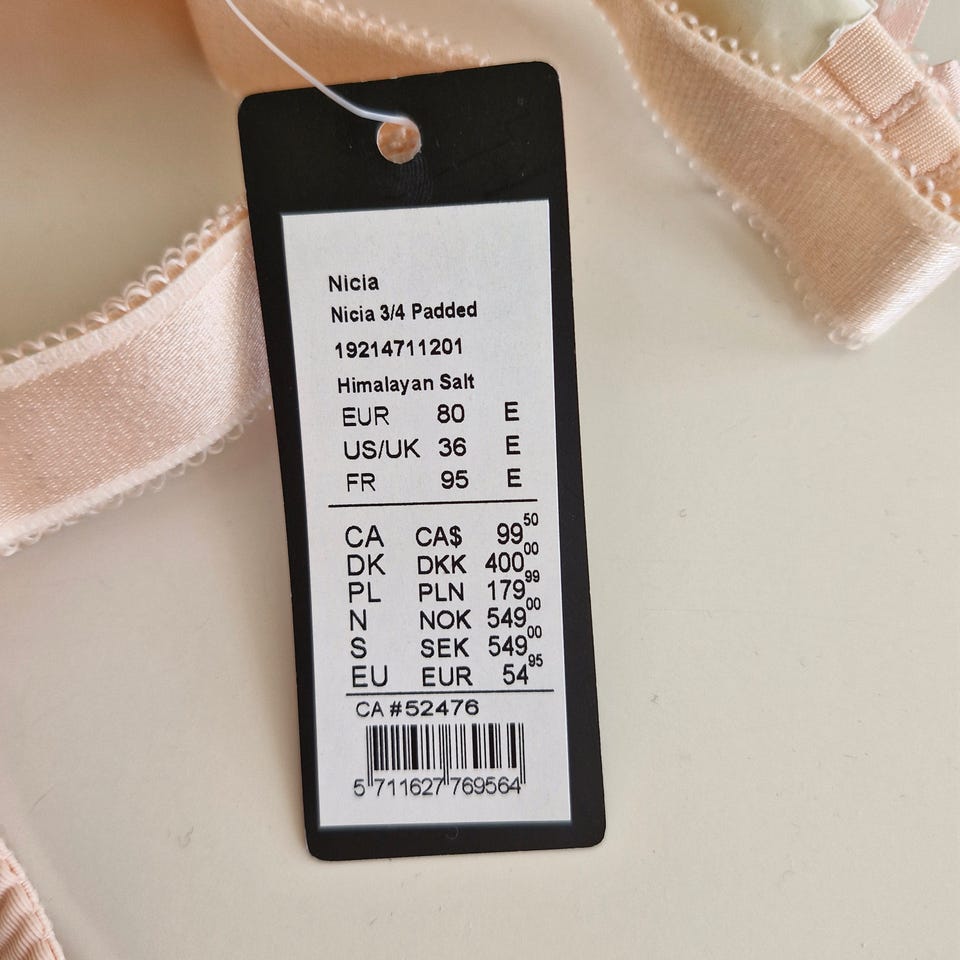 Nicia
Nicia 3/4 Padded
19214711201
Himalayan Salt
EUR 80 E
US/UK 36 E
FR 95 E
CA CA$ 99 50
DK DKK 400 00
PL PLN 179 99
N NOK 549 00
S SEK 549 00
EU EUR 54 95
CA #52476
5 711627 769564